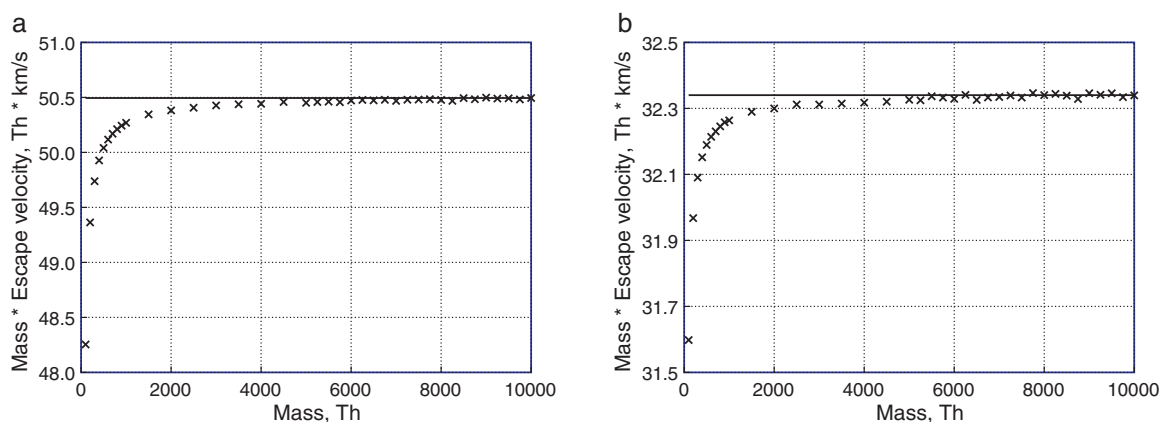 a
Mass * Escape velocity, Th * km/s
51.0
50.5
50.0
49.5
49.0
48.5
48.0
0 2000 4000 6000 8000 10000
Mass, Th
b
Mass * Escape velocity, Th * km/s
32.5
32.3
32.1
31.9
31.7
31.5
0 2000 4000 6000 8000 10000
Mass, Th